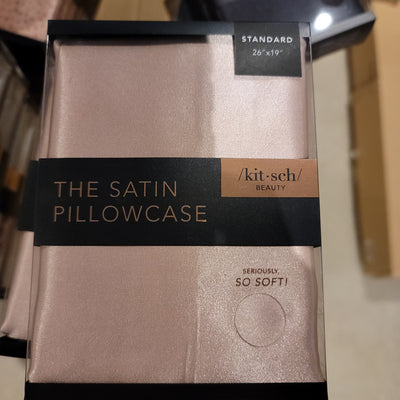 STANDARD
26"x19"
/kit·sch/
BEAUTY
THE SATIN
PILLOWCASE
SERIOUSLY,
SO SOFT!